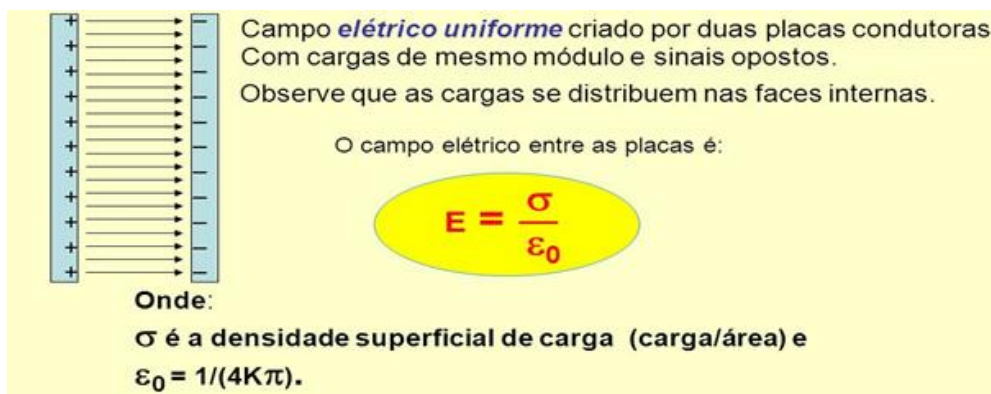 Campo elétrico uniforme criado por duas placas condutoras
Com cargas de mesmo módulo e sinais opostos.
Observe que as cargas se distribuem nas faces internas.
O campo elétrico entre as placas é:
E = σ/ε₀
Onde:
σ é a densidade superficial de carga (carga/área) e
ε₀ = 1/(4Kπ).